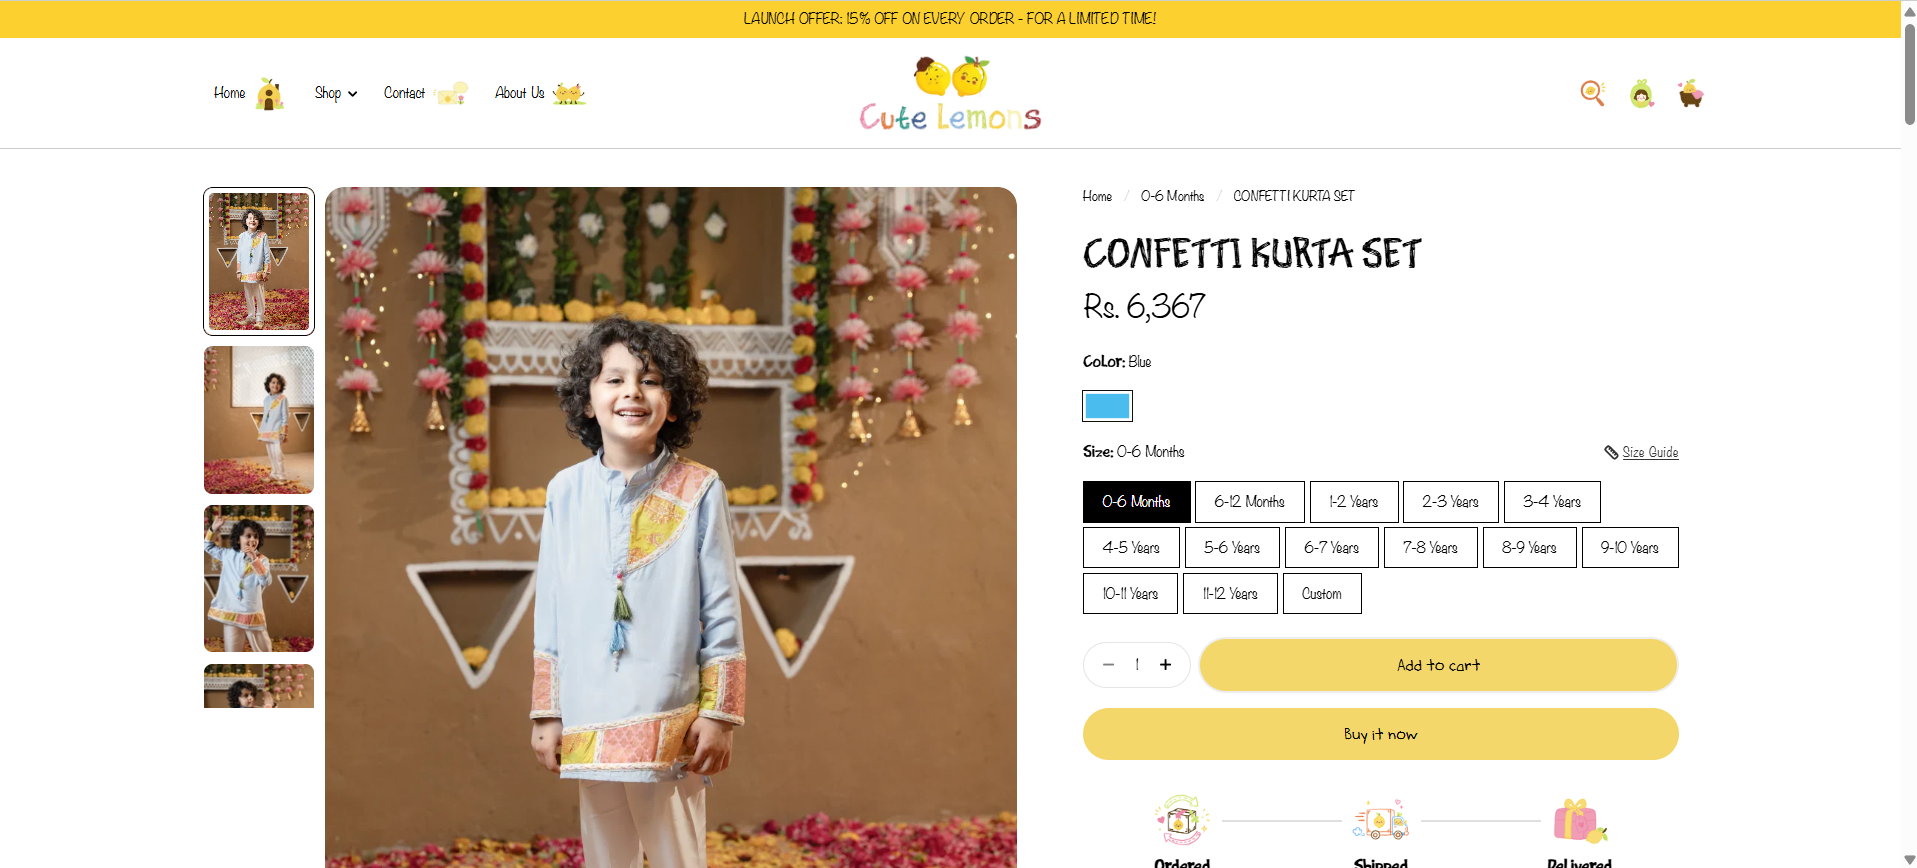 LAUNCH OFFER: 15% OFF ON EVERY ORDER - FOR A LIMITED TIME!
Home Shop Contact About Us
Cute Lemons
Home / 0-6 Months / CONFETTI KURTA SET
CONFETTI KURTA SET
Rs. 6,367
Color: Blue
Size: 0-6 Months
Size Guide
0-6 Months 6-12 Months 1-2 Years 2-3 Years 3-4 Years
4-5 Years 5-6 Years 6-7 Years 7-8 Years 8-9 Years 9-10 Years
10-11 Years 11-12 Years Custom
1
Add to cart
Buy it now
Ordered Shipped Delivered